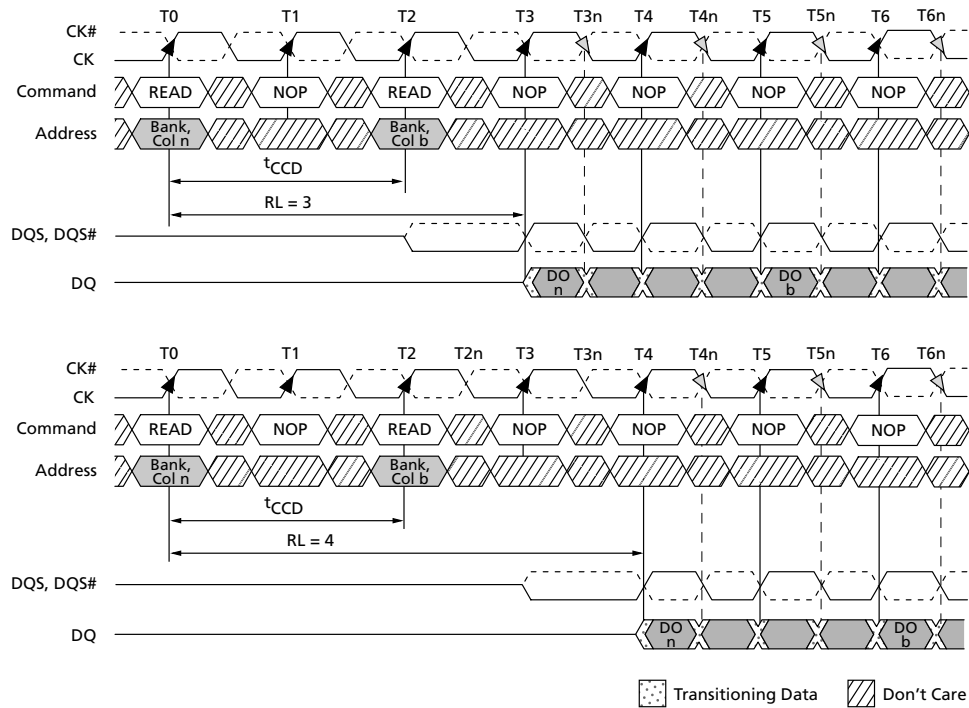 T0 T1 T2 T3 T3n T4 T4n T5 T5n T6 T6n
CK#
CK
Command READ NOP READ NOP NOP NOP NOP
Address Bank, Col n Bank, Col b
tCCD
RL = 3
DQS, DQS#
DQ DO n DO b
T0 T1 T2 T2n T3 T3n T4 T4n T5 T5n T6 T6n
CK#
CK
Command READ NOP READ NOP NOP NOP NOP
Address Bank, Col n Bank, Col b
tCCD
RL = 4
DQS, DQS#
DQ DO n DO b
Transitioning Data Don't Care